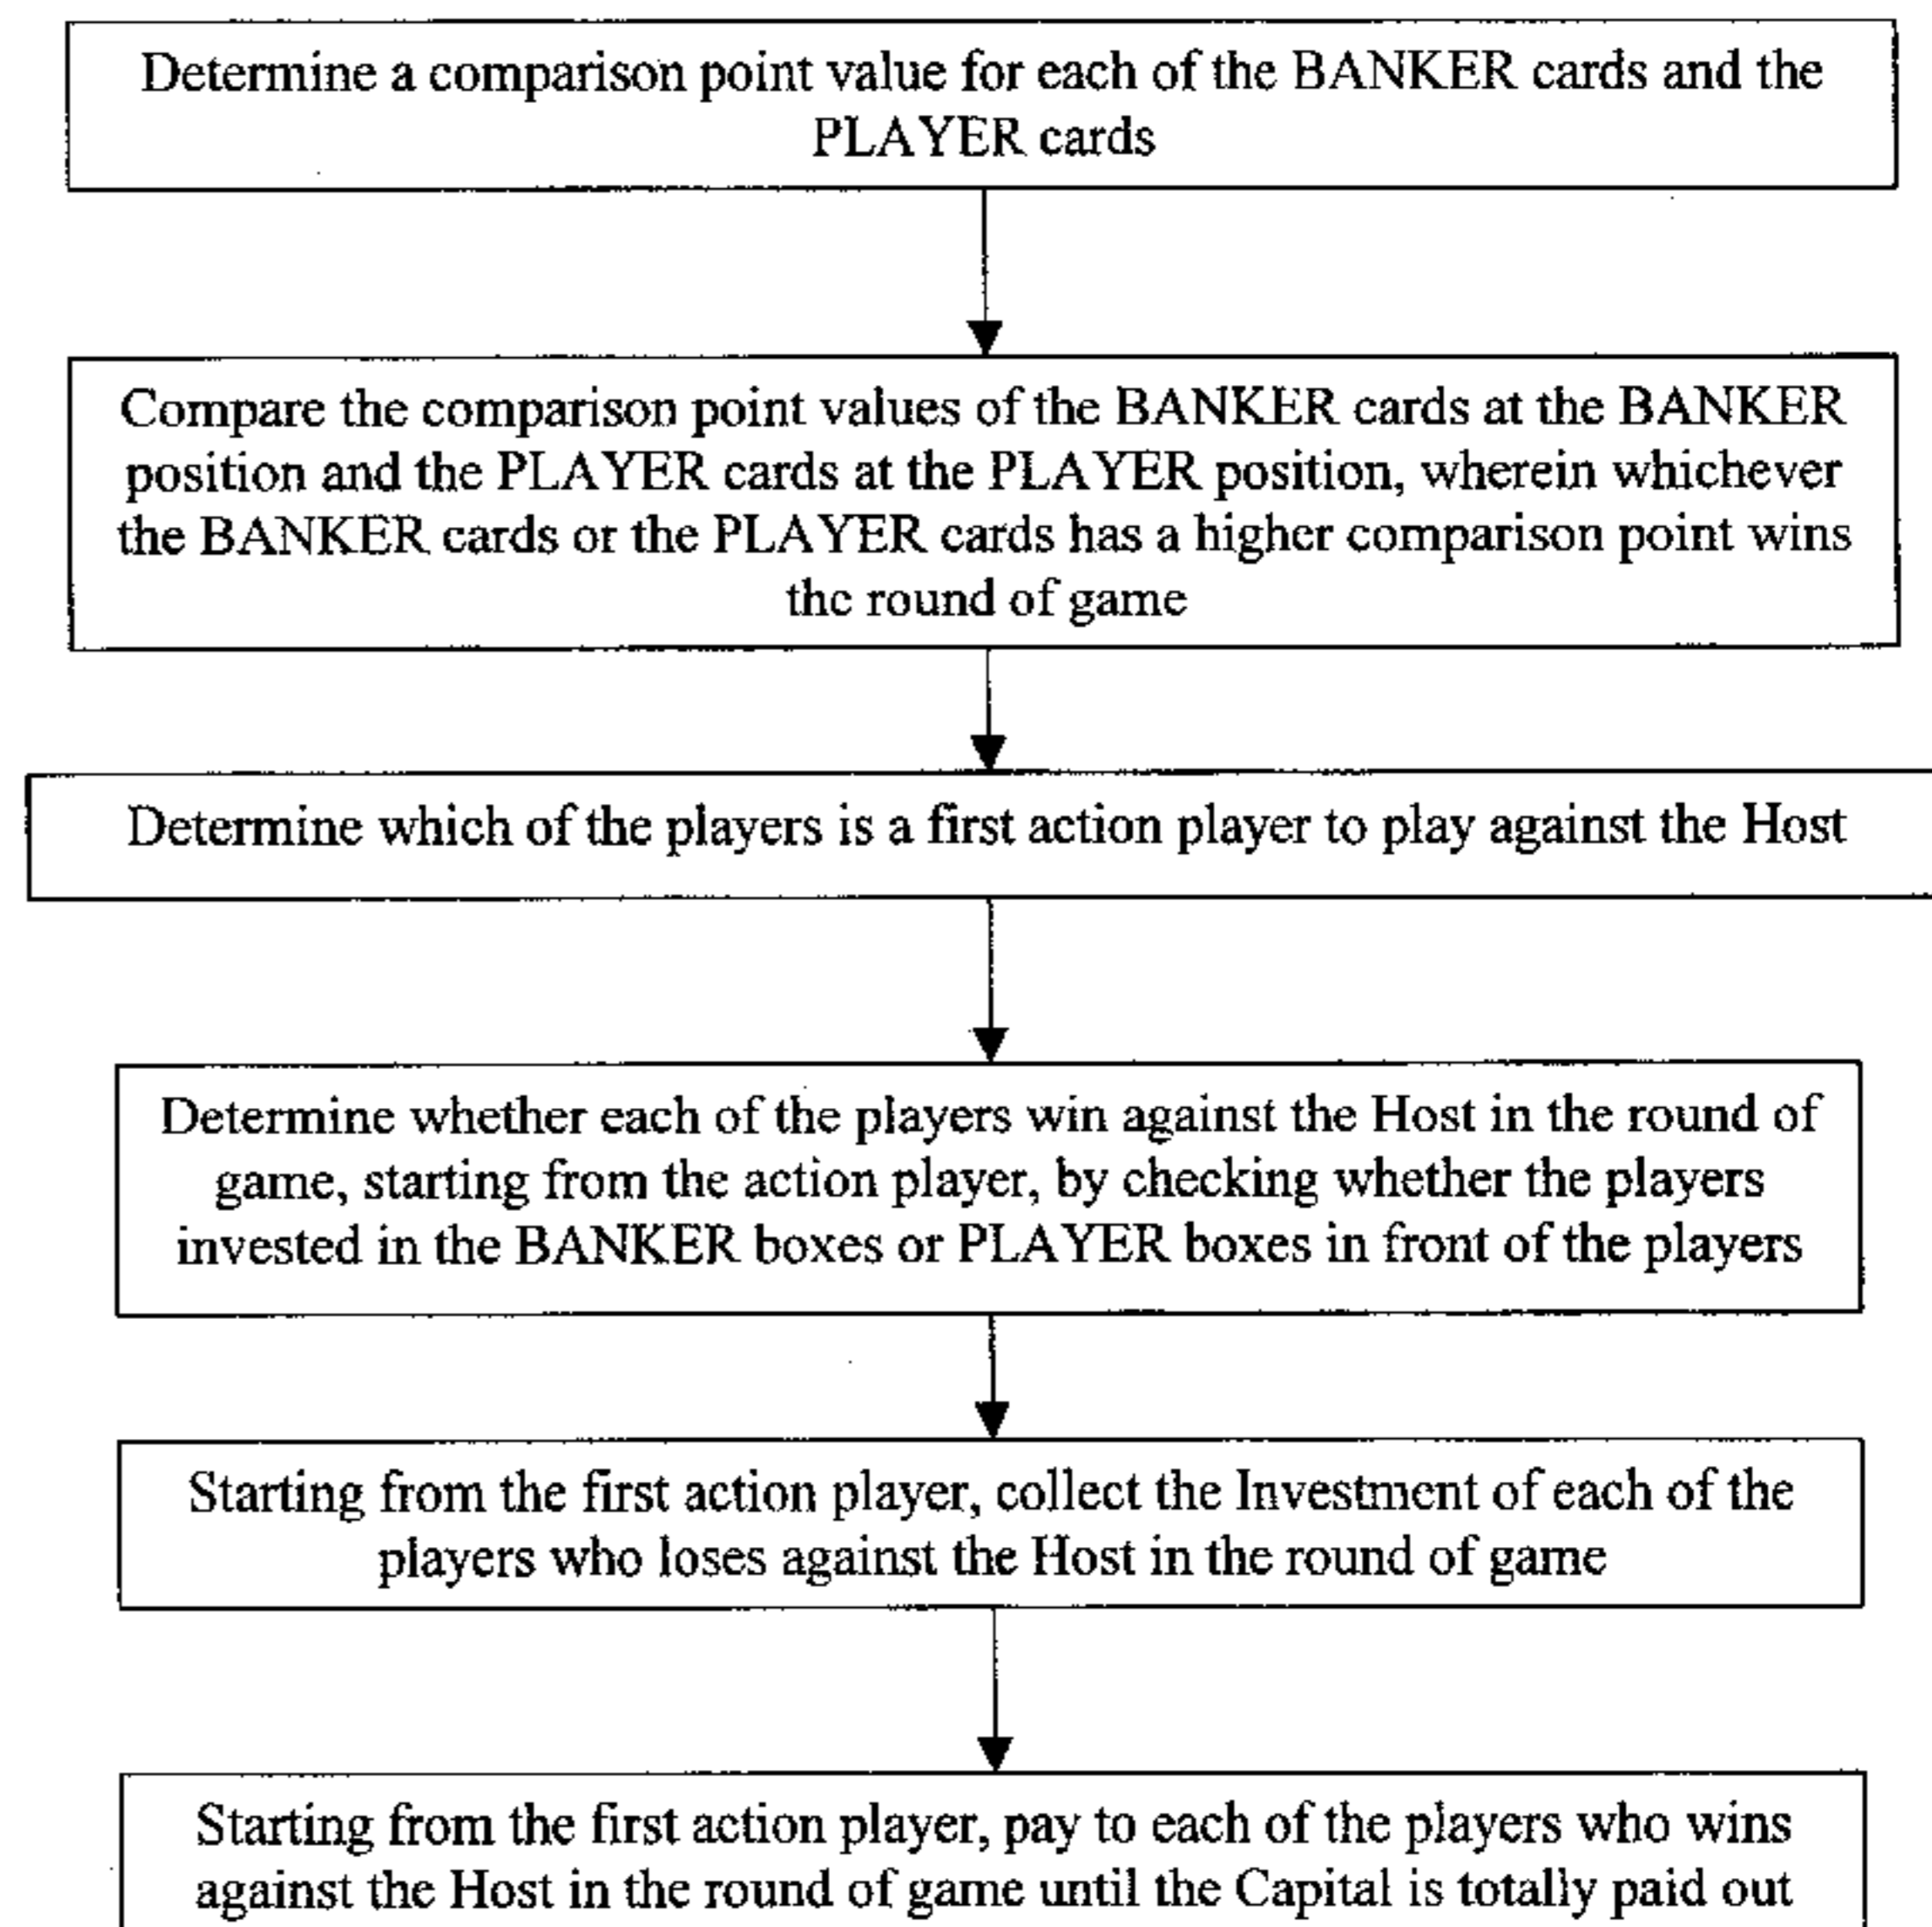 Determine a comparison point value for each of the BANKER cards and the
PLAYER cards
Compare the comparison point values of the BANKER cards at the BANKER
position and the PLAYER cards at the PLAYER position, wherein whichever
the BANKER cards or the PLAYER cards has a higher comparison point wins
the round of game
Determine which of the players is a first action player to play against the Host
Determine whether each of the players win against the Host in the round of
game, starting from the action player, by checking whether the players
invested in the BANKER boxes or PLAYER boxes in front of the players
Starting from the first action player, collect the Investment of each of the
players who loses against the Host in the round of game
Starting from the first action player, pay to each of the players who wins
against the Host in the round of game until the Capital is totally paid out